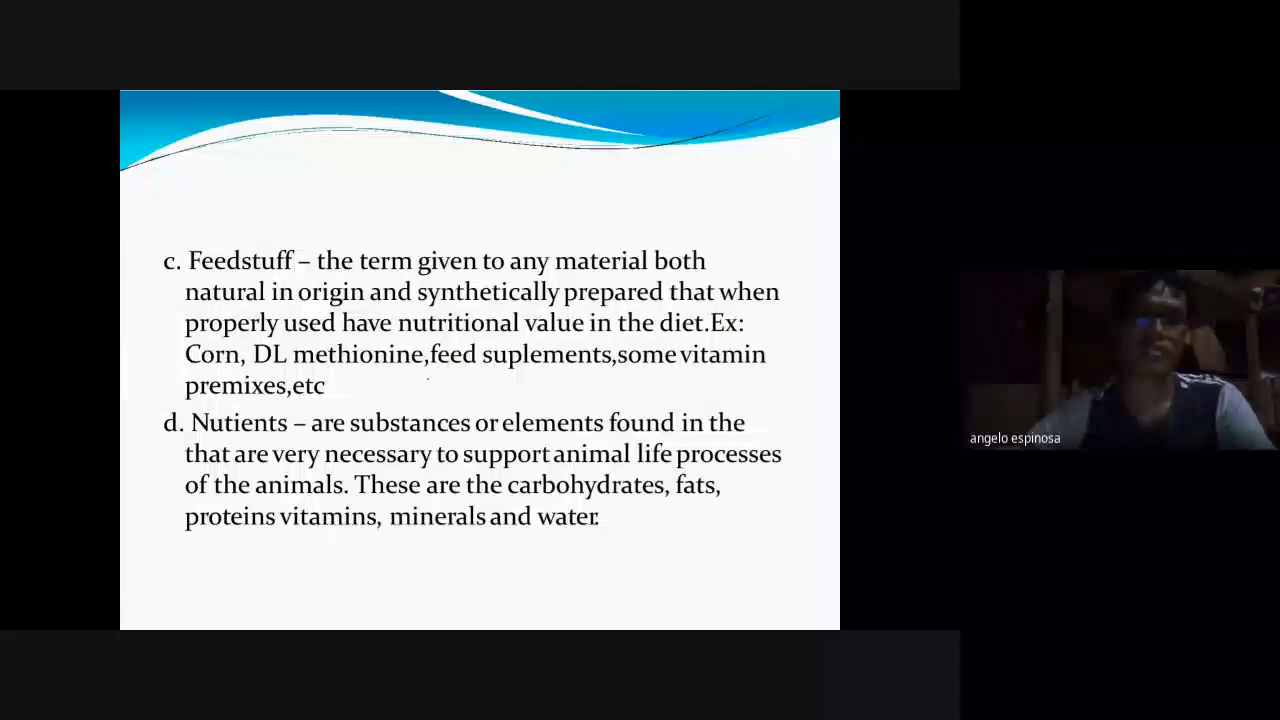 c. Feedstuff – the term given to any material both
natural in origin and synthetically prepared that when
properly used have nutritional value in the diet.Ex:
Corn, DL methionine,feed suplements,some vitamin
premixes,etc
d. Nutients – are substances or elements found in the
that are very necessary to support animal life processes
of the animals. These are the carbohydrates, fats,
proteins vitamins, minerals and water.
angelo espinosa